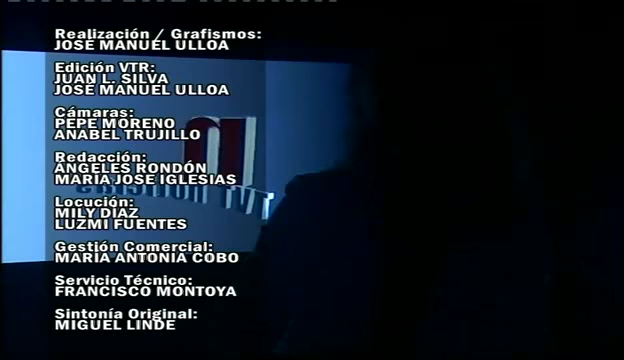 Realización / Grafismos:
JOSÉ MANUEL ULLOA
Edición VTR:
JUAN L. SILVA
JOSÉ MANUEL ULLOA
Cámaras:
PEPE MORENO
ANABEL TRUJILLO
Redacción:
ÁNGELES RONDÓN
MARÍA JOSÉ IGLESIAS
Locución:
MILY DÍAZ
LUZMI FUENTES
Gestión Comercial:
MARÍA ANTONIA COBO
Servicio Técnico:
FRANCISCO MONTOYA
Sintonía Original:
MIGUEL LINDE